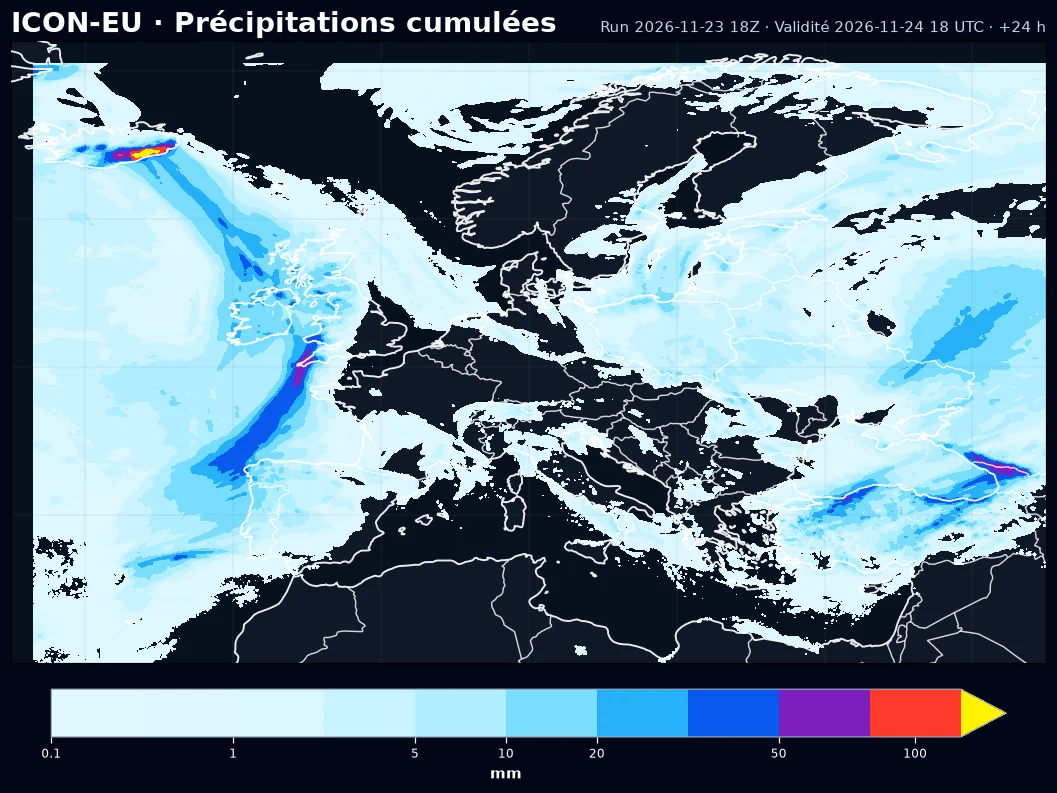 ICON-EU · Précipitations cumulées
Run 2026-11-23 18Z · Validité 2026-11-24 18 UTC · +24 h
0.1 1 5 10 20 50 100
mm